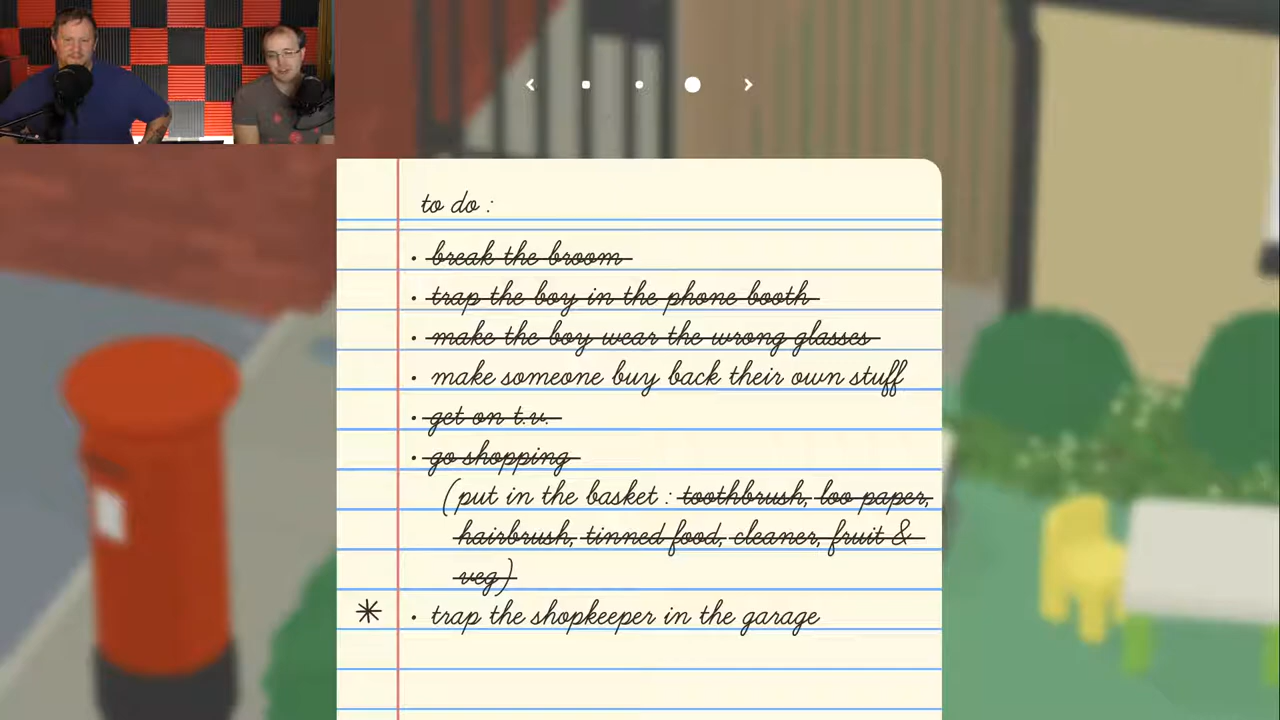 to do :
• break the broom
• trap the boy in the phone booth
• make the boy wear the wrong glasses
• make someone buy back their own stuff
• get on t.v.
• go shopping
(put in the basket : toothbrush, loo paper,
hairbrush, tinned food, cleaner, fruit &
veg)
* • trap the shopkeeper in the garage